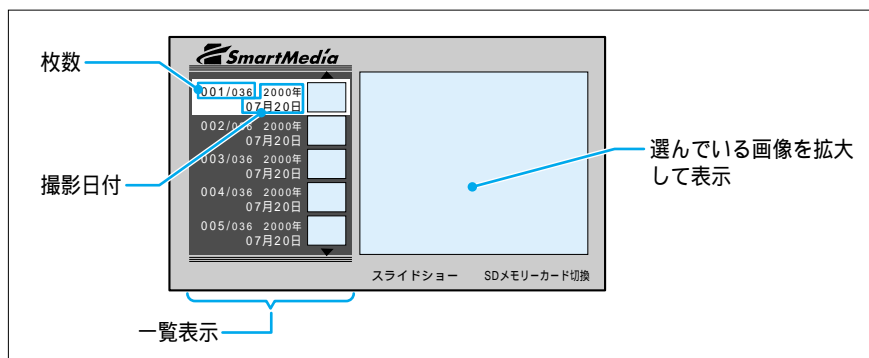 SmartMedia
枚数
001/036 2000年
07月20日
002/036 2000年
07月20日
撮影日付
003/036 2000年
07月20日
004/036 2000年
07月20日
005/036 2000年
07月20日
選んでいる画像を拡大
して表示
スライドショー SDメモリーカード切換
一覧表示